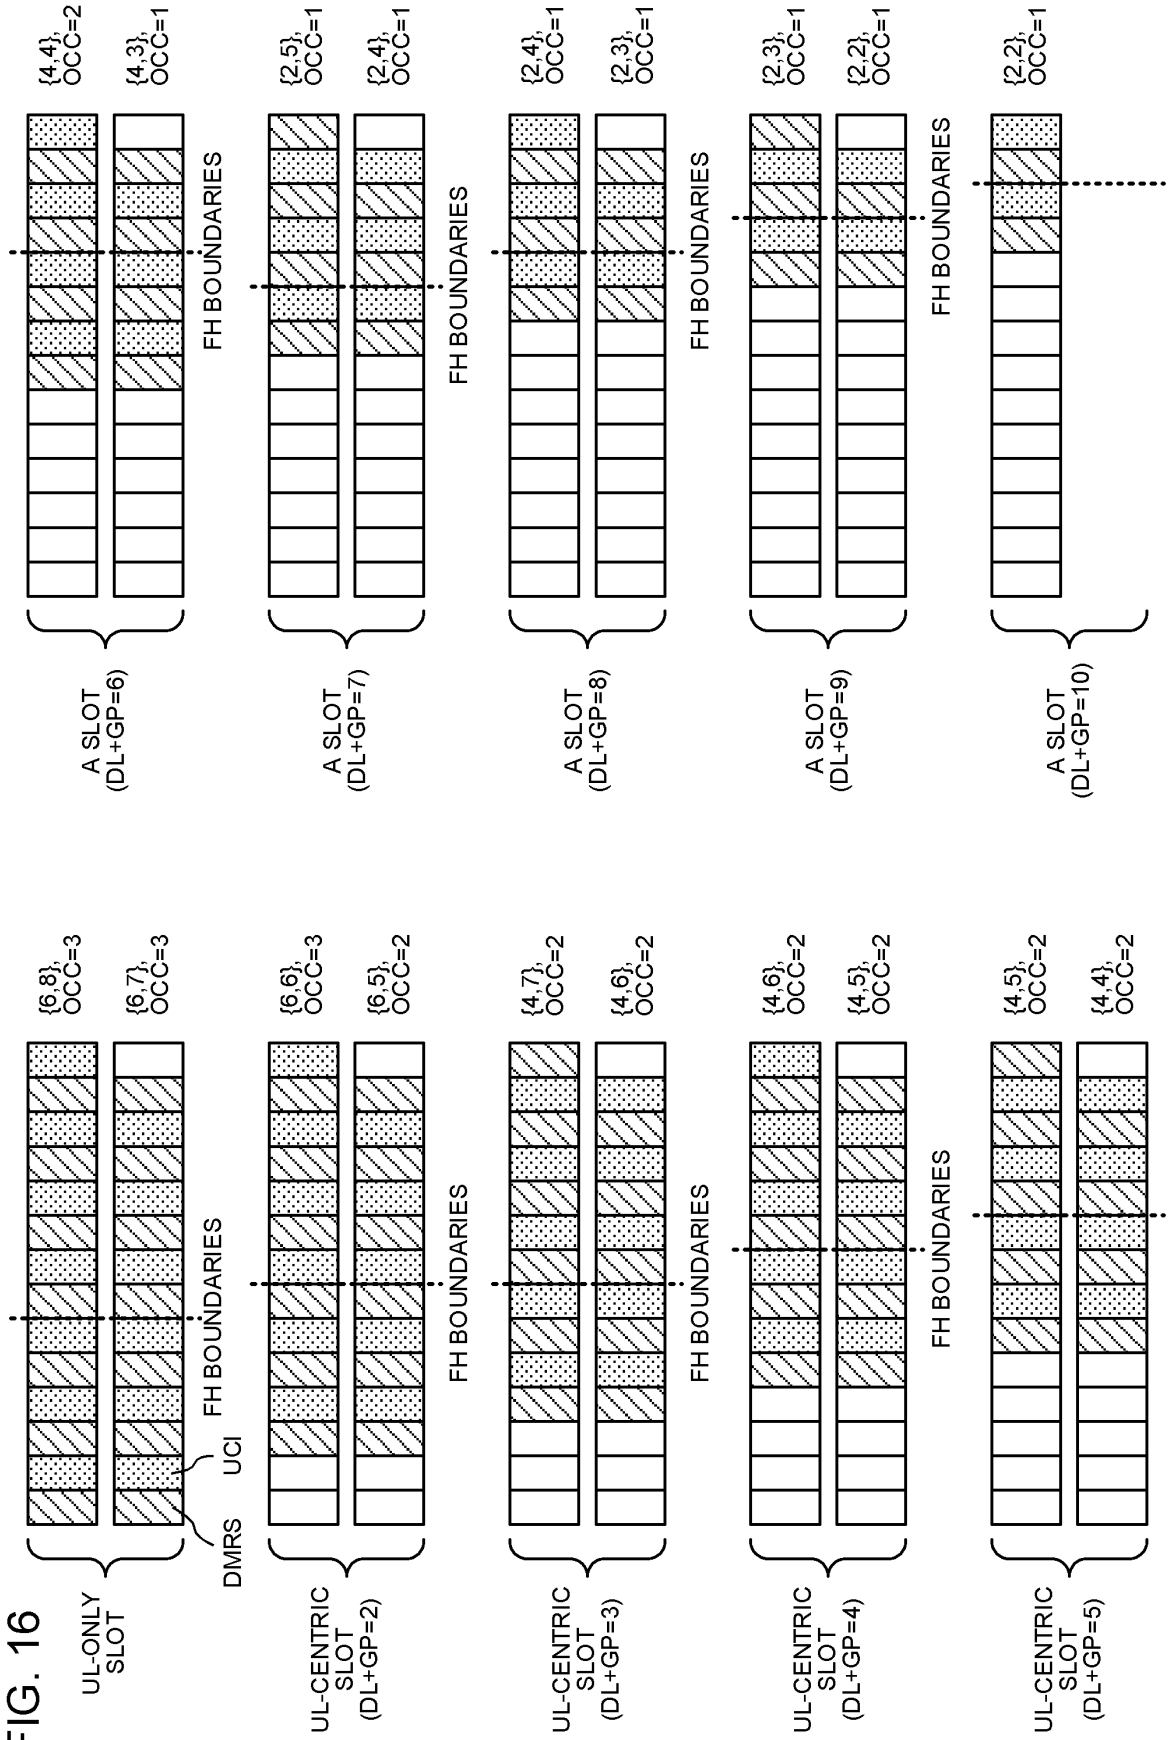 FIG. 16
UL-ONLY
SLOT
{6,8},
OCC=3
{6,7},
OCC=3
DMRS
UCI
FH BOUNDARIES
UL-CENTRIC
SLOT
(DL+GP=2)
{6,6},
OCC=3
{6,5},
OCC=2
FH BOUNDARIES
UL-CENTRIC
SLOT
(DL+GP=3)
{4,7},
OCC=2
{4,6},
OCC=2
FH BOUNDARIES
UL-CENTRIC
SLOT
(DL+GP=4)
{4,6},
OCC=2
{4,5},
OCC=2
FH BOUNDARIES
UL-CENTRIC
SLOT
(DL+GP=5)
{4,5},
OCC=2
{4,4},
OCC=2
A SLOT
(DL+GP=6)
{4,4},
OCC=2
{4,3},
OCC=1
FH BOUNDARIES
A SLOT
(DL+GP=7)
{2,5},
OCC=1
{2,4},
OCC=1
FH BOUNDARIES
A SLOT
(DL+GP=8)
{2,4},
OCC=1
{2,3},
OCC=1
FH BOUNDARIES
A SLOT
(DL+GP=9)
{2,3},
OCC=1
{2,2},
OCC=1
FH BOUNDARIES
A SLOT
(DL+GP=10)
{2,2},
OCC=1